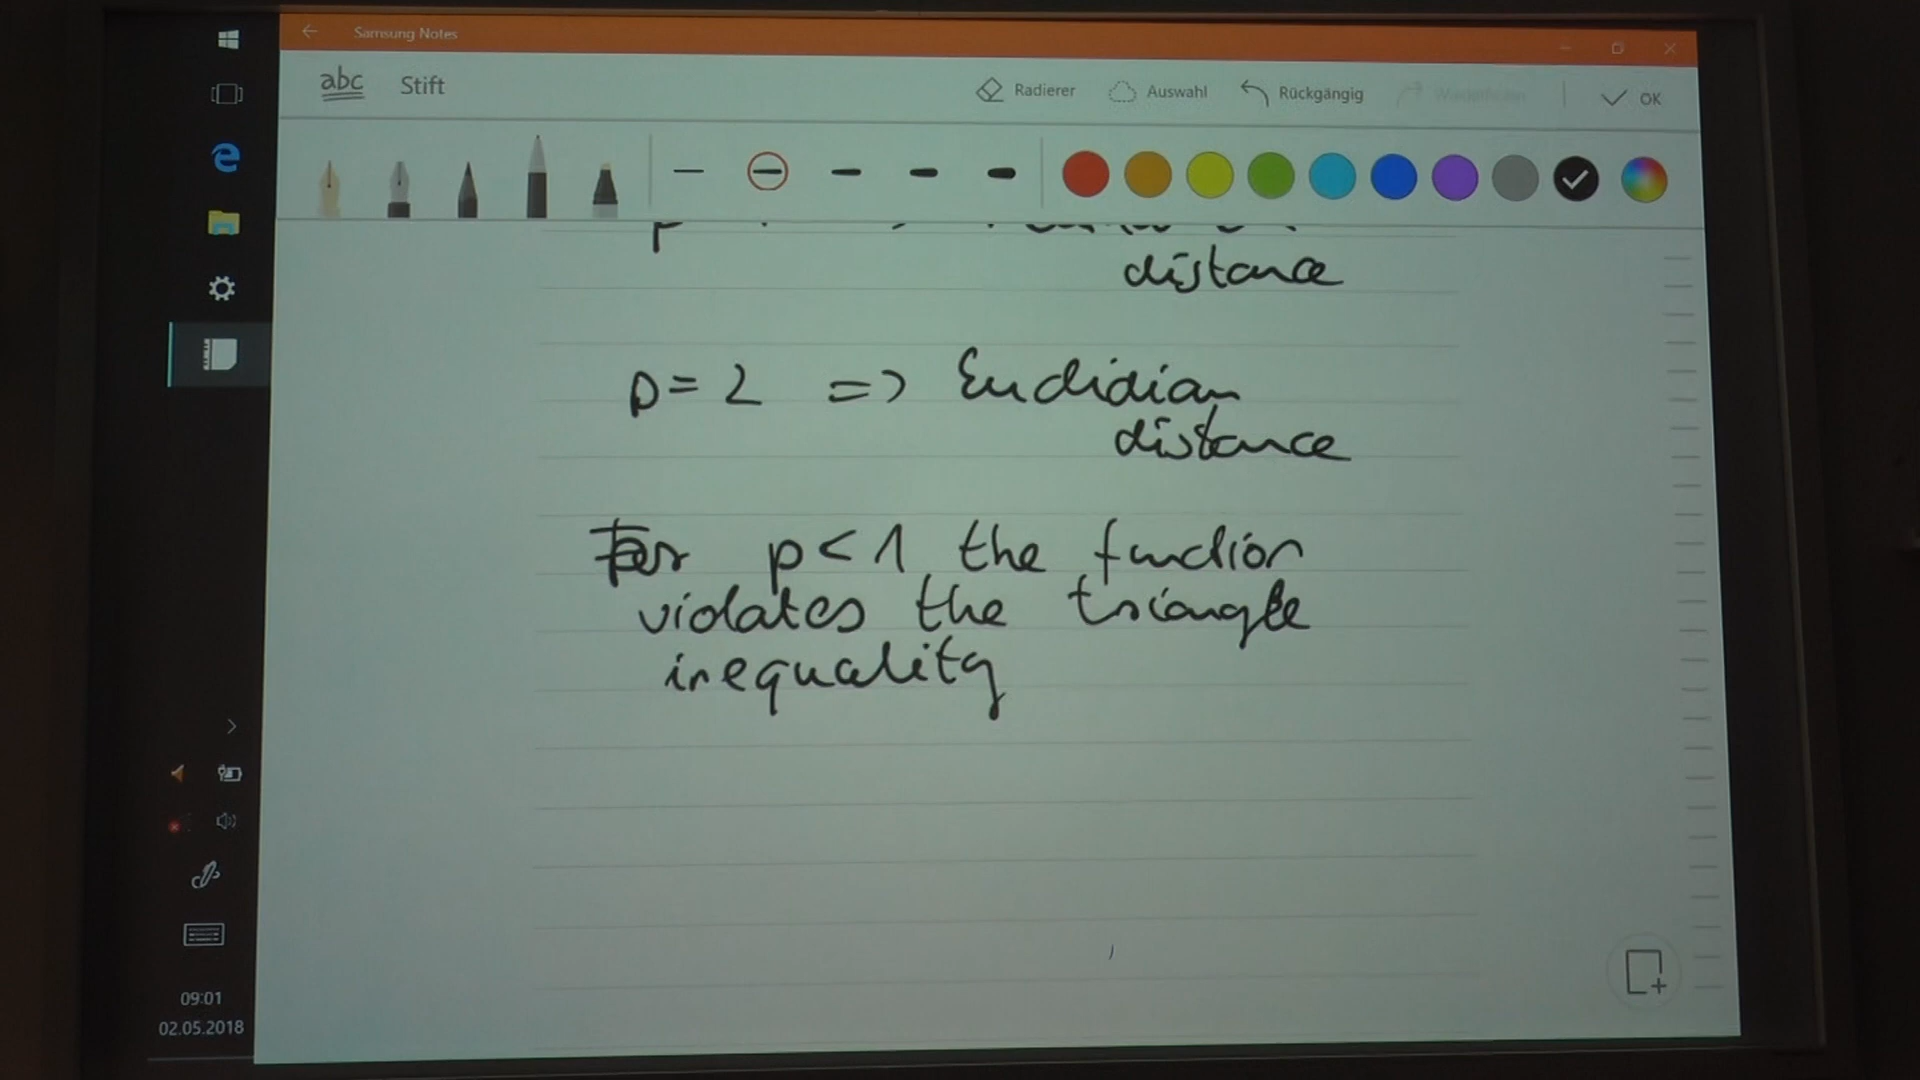 Samsung Notes
abc Stift Radierer Auswahl Rückgängig Wiederholen OK
distance
p = 2 => Euclidian
distance
For p < 1 the function
violates the triangle
inequality
09:01
02.05.2018